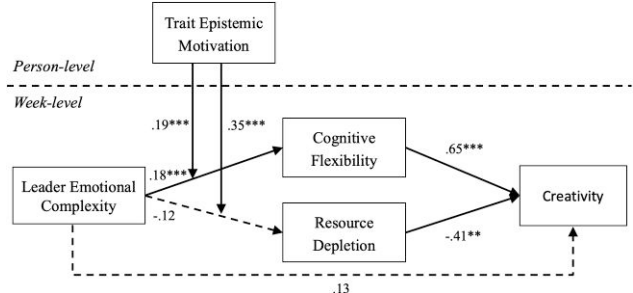 Trait Epistemic
Motivation
Person-level
Week-level
.19***
.35***
Cognitive
Flexibility
.65***
.18***
Leader Emotional
Complexity
Creativity
-.12
Resource
Depletion
-.41**
.13